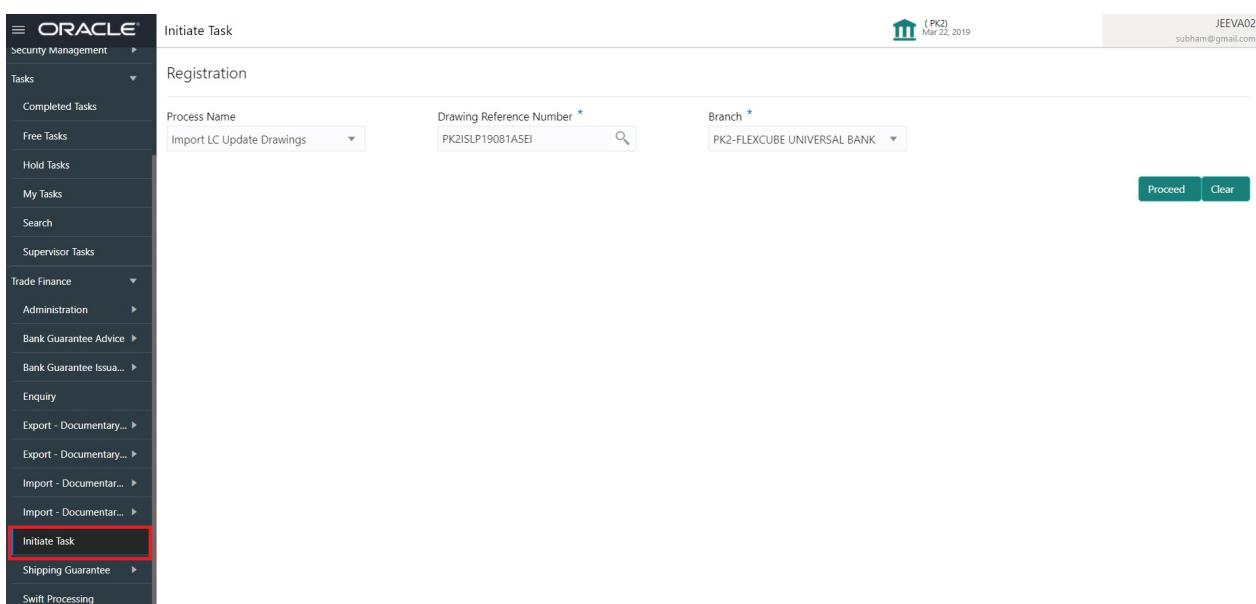 ORACLE
Initiate Task
( PK2)
Mar 22, 2019
JEEVA02
subham@gmail.com
Security Management
Tasks
Completed Tasks
Free Tasks
Hold Tasks
My Tasks
Search
Supervisor Tasks
Trade Finance
Administration
Bank Guarantee Advice
Bank Guarantee Issua...
Enquiry
Export - Documentary...
Export - Documentary...
Import - Documentar...
Import - Documentar...
Initiate Task
Shipping Guarantee
Swift Processing
Registration
Process Name
Import LC Update Drawings
Drawing Reference Number *
PK2ISLP19081A5EI
Branch *
PK2-FLEXCUBE UNIVERSAL BANK
Proceed
Clear